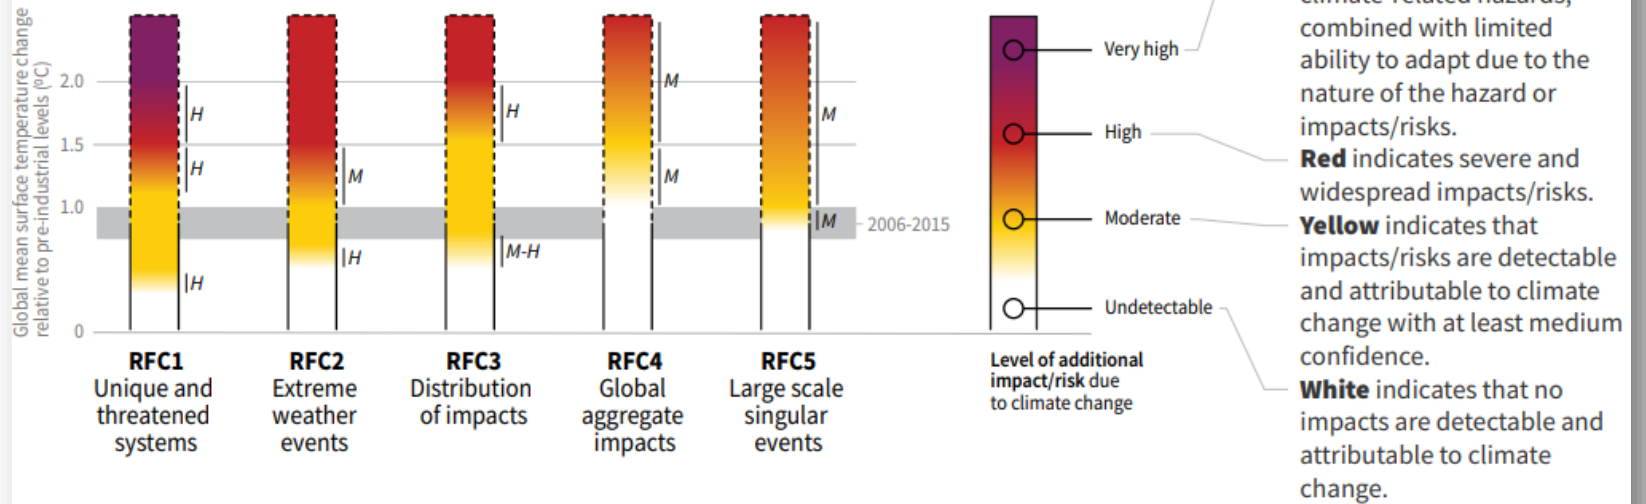 Global mean surface temperature change
relative to pre-industrial levels (ºC)
2.0
1.5
1.0
0
H
H
H
M
H
H
M-H
M
M
M
M
2006-2015
RFC1
Unique and
threatened
systems
RFC2
Extreme
weather
events
RFC3
Distribution
of impacts
RFC4
Global
aggregate
impacts
RFC5
Large scale
singular
events
Very high
High
Moderate
Undetectable
Level of additional
impact/risk due
to climate change
climate-related hazards,
combined with limited
ability to adapt due to the
nature of the hazard or
impacts/risks.
Red indicates severe and
widespread impacts/risks.
Yellow indicates that
impacts/risks are detectable
and attributable to climate
change with at least medium
confidence.
White indicates that no
impacts are detectable and
attributable to climate
change.